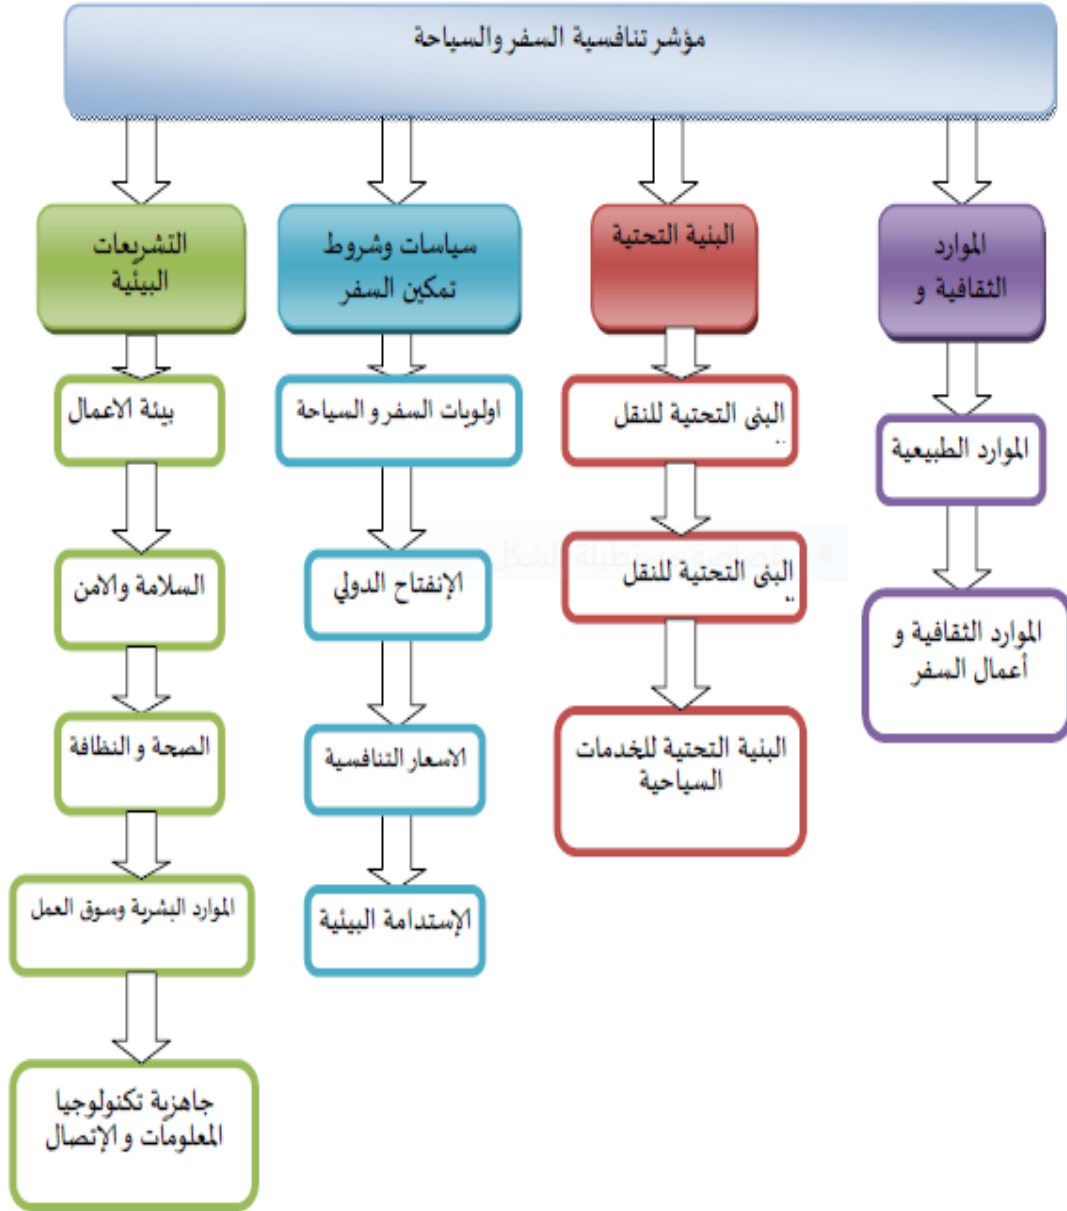 مؤشر تنافسية السفر والسياحة
الموارد
الثقافية و
الموارد الطبيعية
الموارد الثقافية و
أعمال السفر
البنية التحتية
البنى التحتية للنقل
البنى التحتية للنقل
البنية التحتية للخدمات
السياحية
سياسات وشروط
تمكين السفر
اولويات السفر و السياحة
الإنفتاح الدولي
الاسعار التنافسية
الإستدامة البيئية
التشريعات
البيئية
بيئة الاعمال
السلامة والامن
الصحة و النظافة
الموارد البشرية وسوق العمل
جاهزية تكنولوجيا
المعلومات و الإتصال